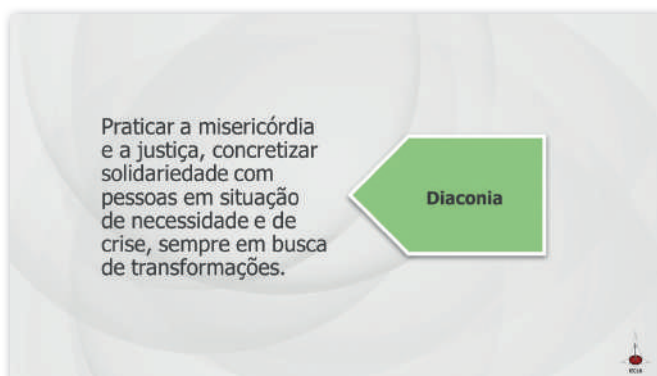 Praticar a misericórdia
e a justiça, concretizar
solidariedade com
pessoas em situação
de necessidade e de
crise, sempre em busca
de transformações.
Diaconia